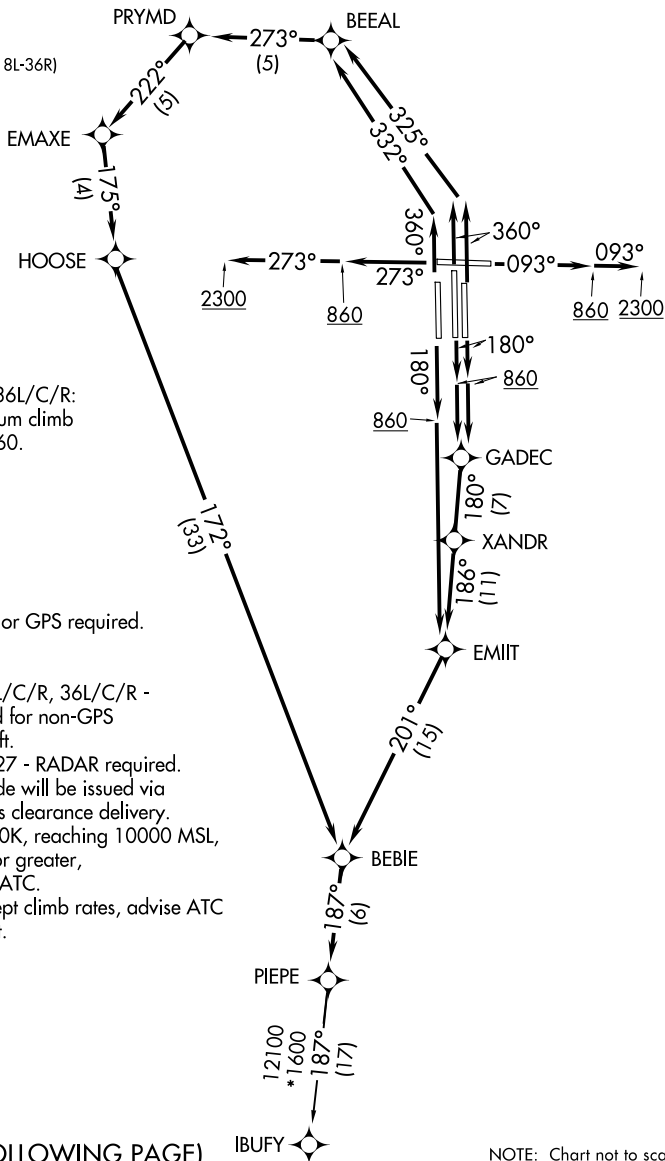 PRYMD
BEEAL
273°
(5)
8L-36R)
222°
(5)
EMAXE
325°
332°
175°
(4)
360°
360°
HOOSE
273°
273°
093°
093°
2300
860
860
2300
180°
180°
860
860
36L/C/R:
um climb
60.
GADEC
180°
(7)
172°
(33)
XANDR
186°
(11)
or GPS required.
EMIIT
L/C/R, 36L/C/R -
d for non-GPS
ft.
27 - RADAR required.
de will be issued via
s clearance delivery.
0K, reaching 10000 MSL,
or greater,
ATC.
ept climb rates, advise ATC
r.
201°
(15)
BEBIE
187°
(6)
PIEPE
12100
*1600
187°
(17)
OLLOWING PAGE)
IBUFY
NOTE: Chart not to sca